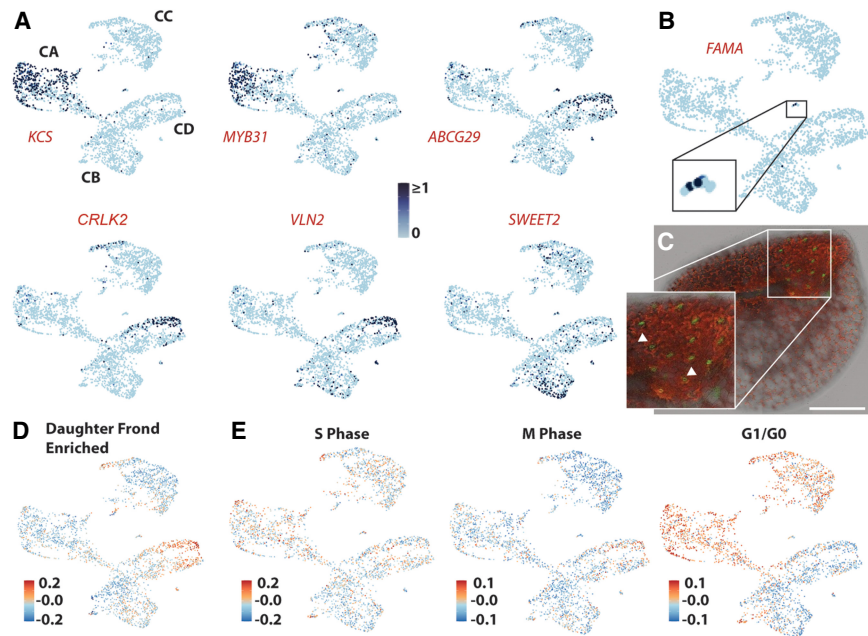 A
CC
CA
KCS
CD
CB
MYB31
ABCG29
≥1
0
CRLK2
VLN2
SWEET2
B
FAMA
C
D
Daughter Frond
Enriched
0.2
-0.0
-0.2
E
S Phase
0.2
-0.0
-0.2
M Phase
0.1
-0.0
-0.1
G1/G0
0.1
-0.0
-0.1